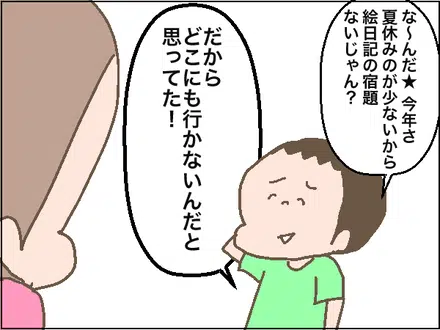 な〜んだ★ 今年さ
夏休みのが少ないから
絵日記の宿題
ないじゃん?
だから
どこにも行かないんだと
思ってた!